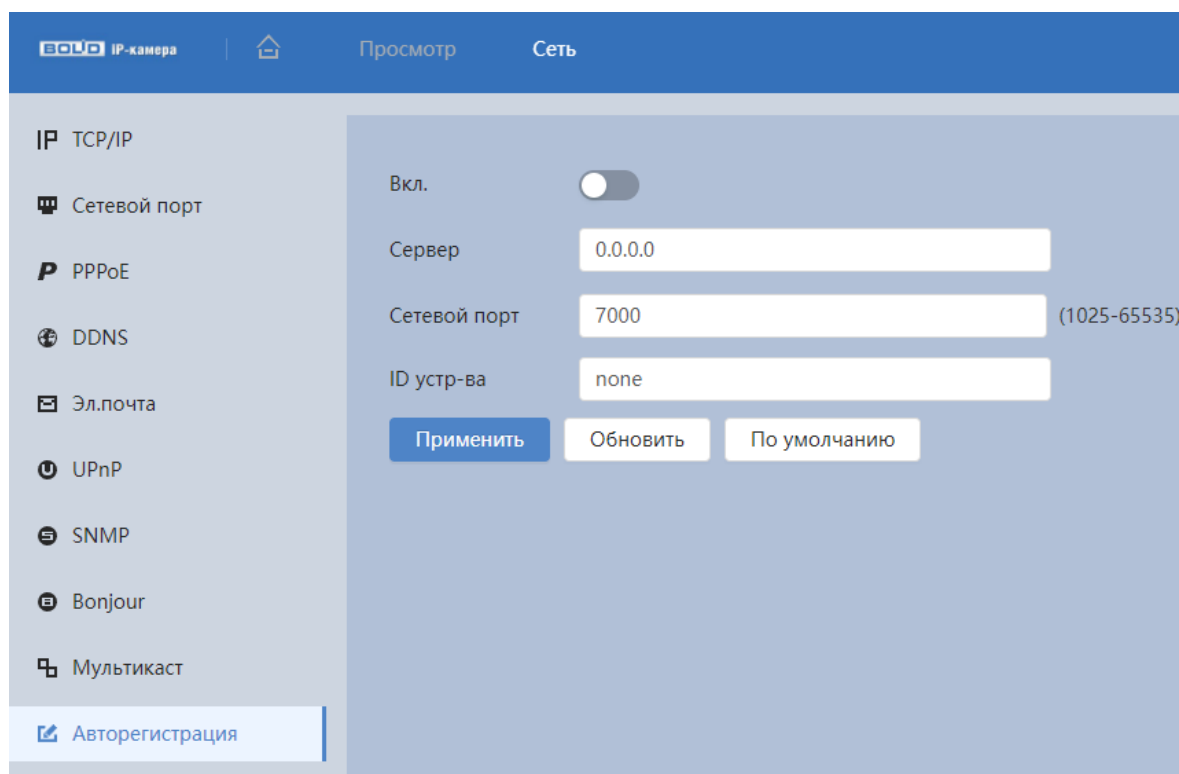 BOLID IP-камера Просмотр Сеть
TCP/IP
Сетевой порт
PPPoE
DDNS
Эл.почта
UPnP
SNMP
Bonjour
Мультикаст
Авторегистрация
Вкл.
Сервер 0.0.0.0
Сетевой порт 7000 (1025-65535)
ID устр-ва none
Применить Обновить По умолчанию